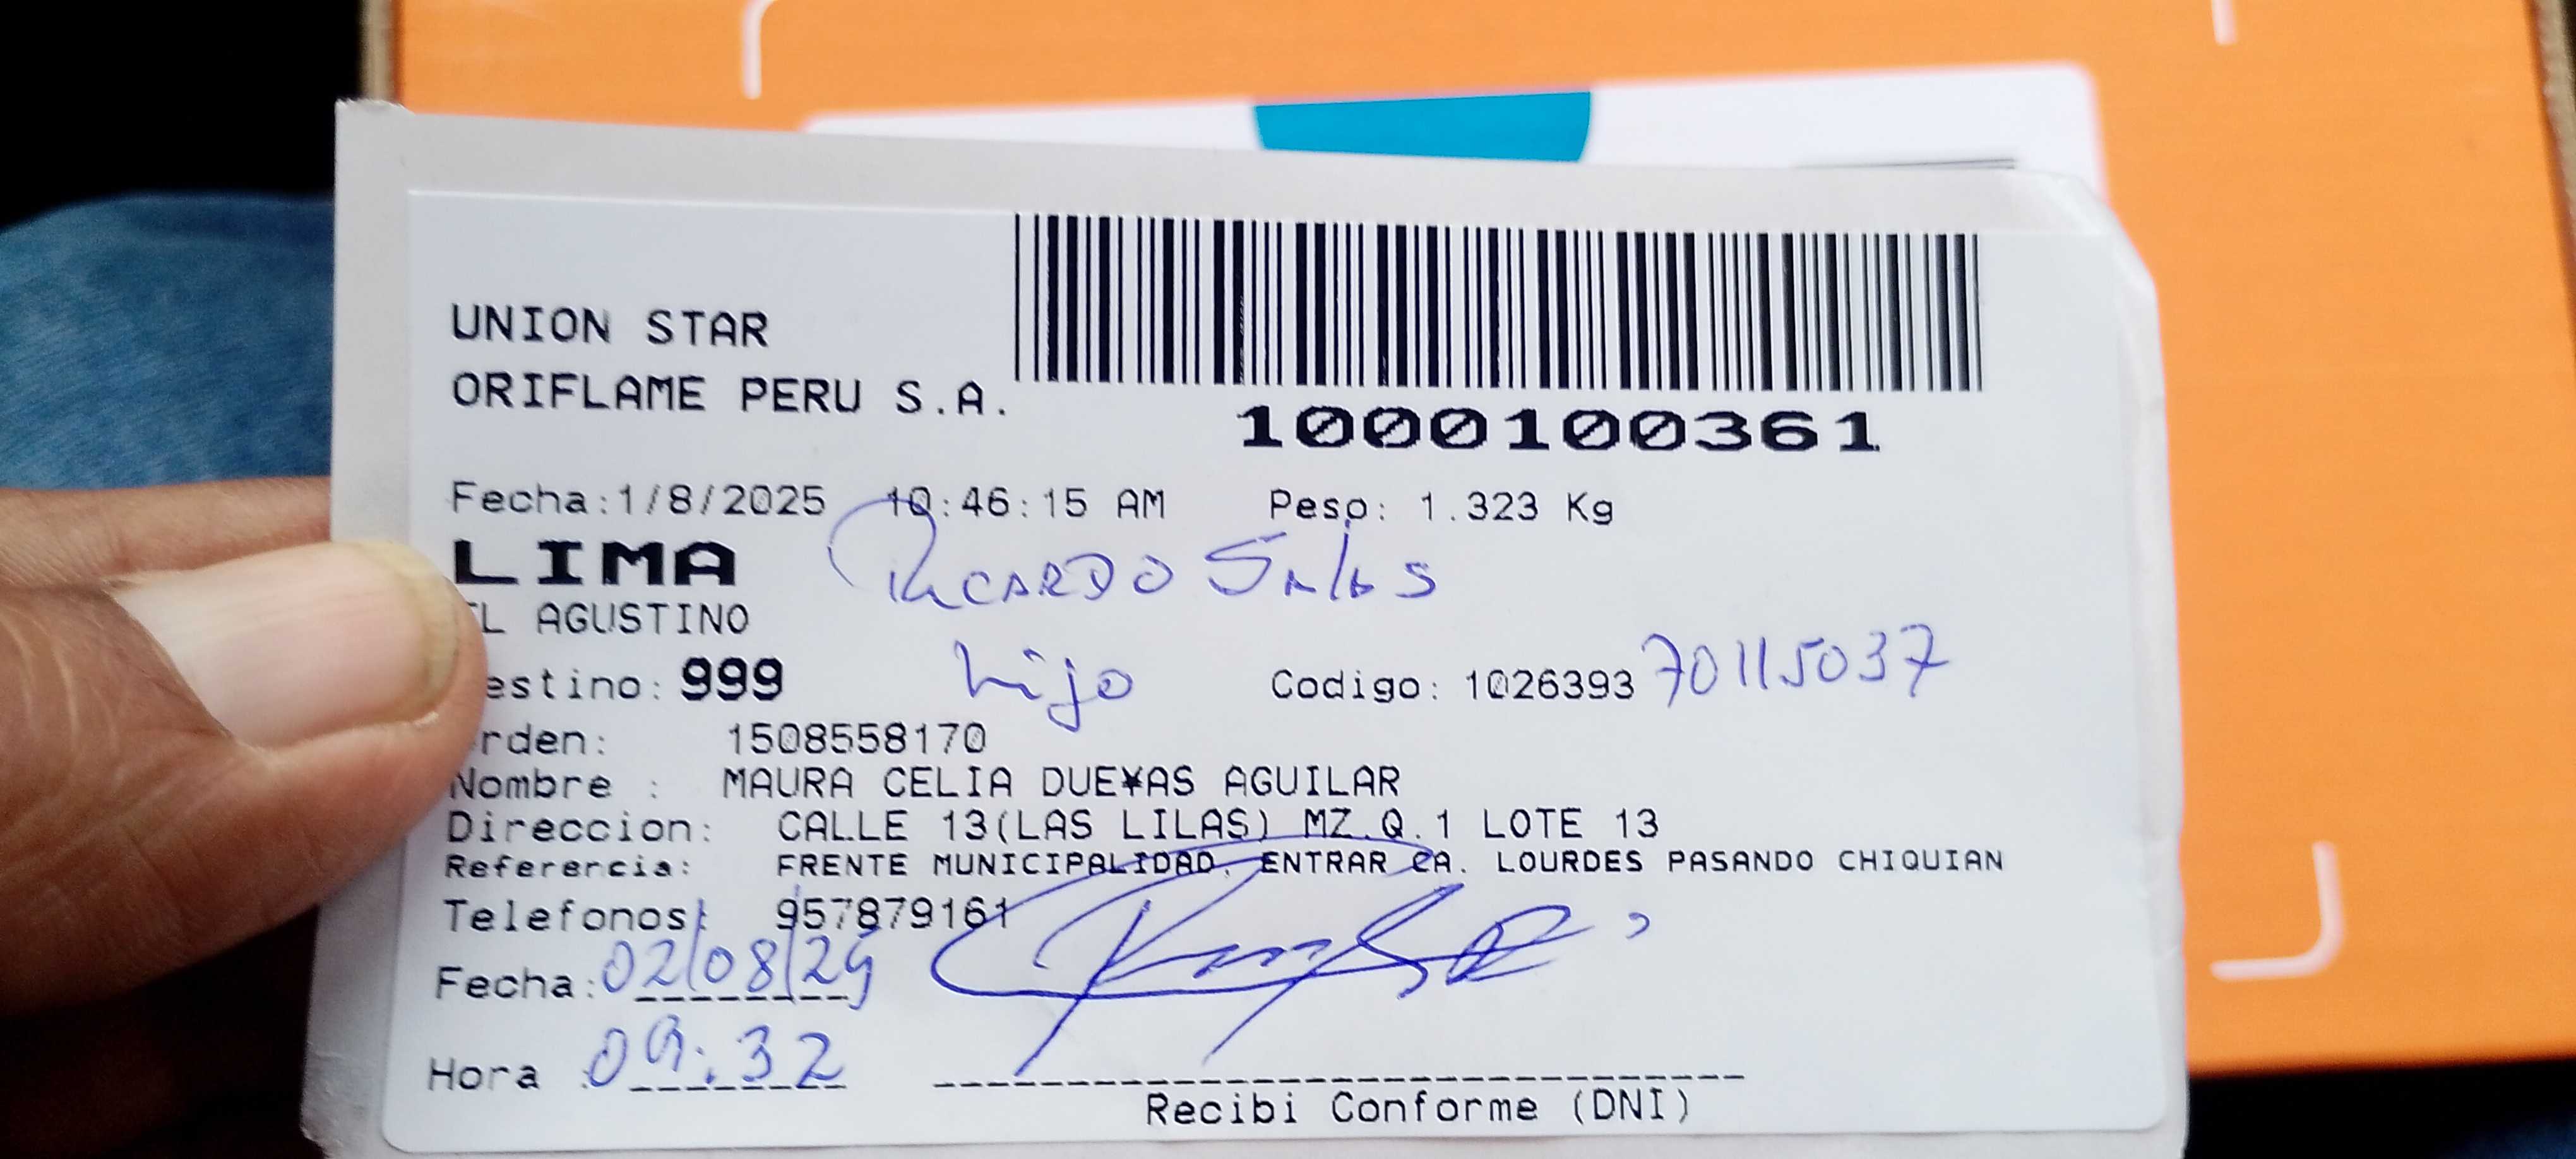 UNION STAR
ORIFLAME PERU S.A.
1000100361
Fecha:1/8/2025 10:46:15 AM Peso: 1.323 Kg
LIMA
RICARDO SALAS
L AGUSTINO
hijo
estino: 999 Codigo: 1026393 70115037
rden: 1508558170
Nombre : MAURA CELIA DUE¥AS AGUILAR
Direccion: CALLE 13(LAS LILAS) MZ.Q.1 LOTE 13
Referercia: FRENTE MUNICIPALIDAD, ENTRAR CA. LOURDES PASANDO CHIQUIAN
Telefonos: 957879161
Fecha: 02/08/25
Hora : 09:32
Recibi Conforme (DNI)